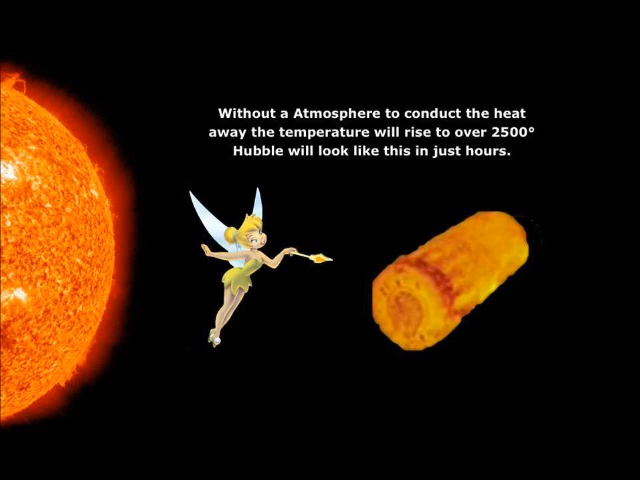 Without a Atmosphere to conduct the heat
away the temperature will rise to over 2500°
Hubble will look like this in just hours.